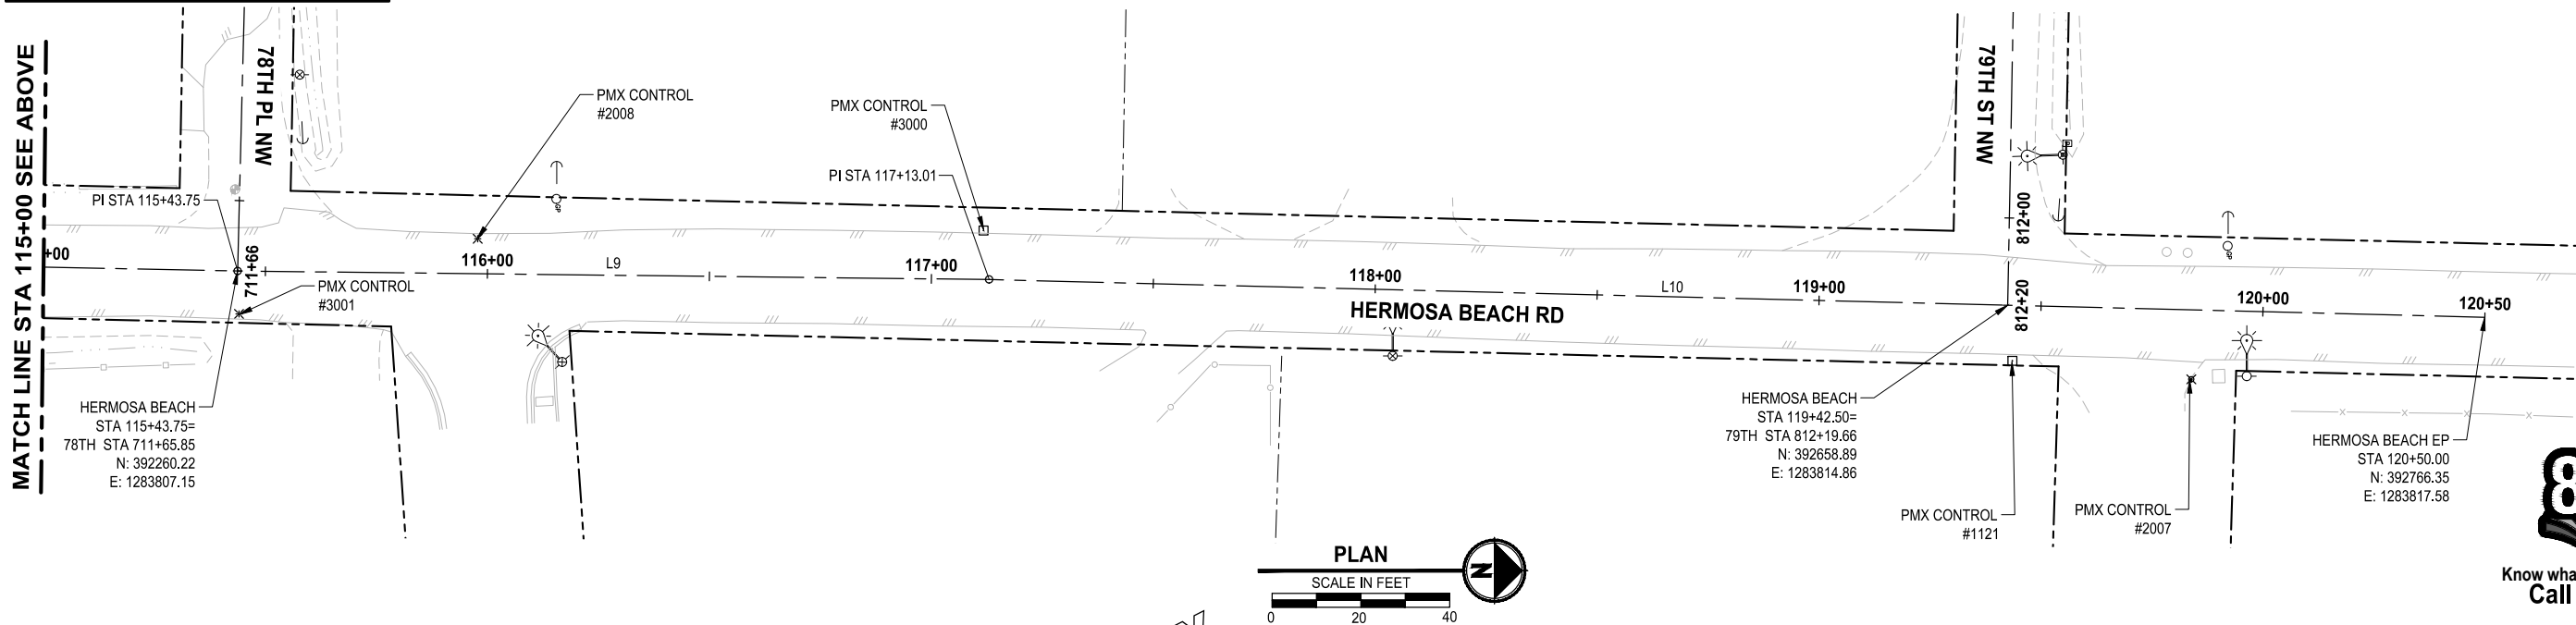 MATCH LINE STA 115+00 SEE ABOVE
78TH PL NW
PI STA 115+43.75
+00
711+66
PMX CONTROL
#3001
HERMOSA BEACH
STA 115+43.75=
78TH STA 711+65.85
N: 392260.22
E: 1283807.15
PMX CONTROL
#2008
116+00
L9
GP
PMX CONTROL
#3000
PI STA 117+13.01
117+00
118+00
HERMOSA BEACH RD
L10
119+00
79TH ST NW
812+00
812+20
GP
120+00
120+50
HERMOSA BEACH
STA 119+42.50=
79TH STA 812+19.66
N: 392658.89
E: 1283814.86
PMX CONTROL
#1121
PMX CONTROL
#2007
HERMOSA BEACH EP
STA 120+50.00
N: 392766.35
E: 1283817.58
PLAN
SCALE IN FEET
0 20 40
N
8
Know wha
Call